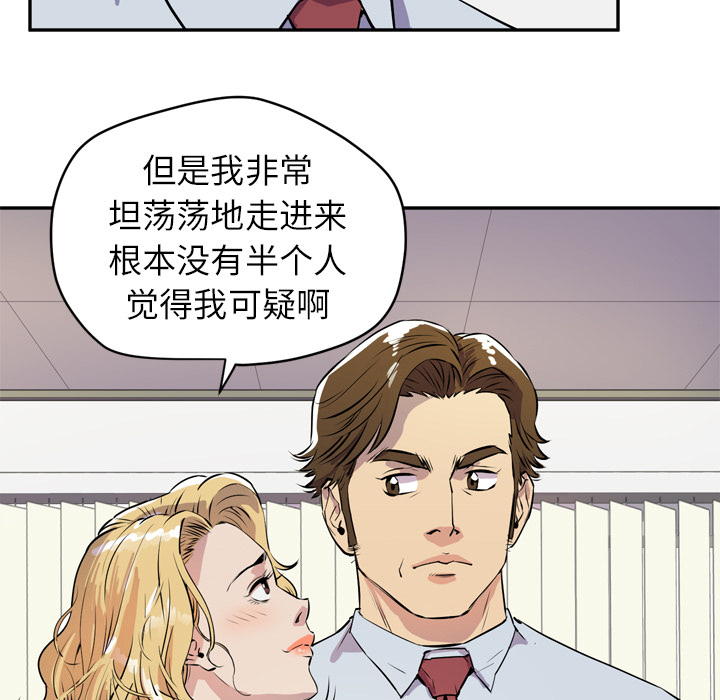 但是我非常
坦荡荡地走进来
根本没有半个人
觉得我可疑啊